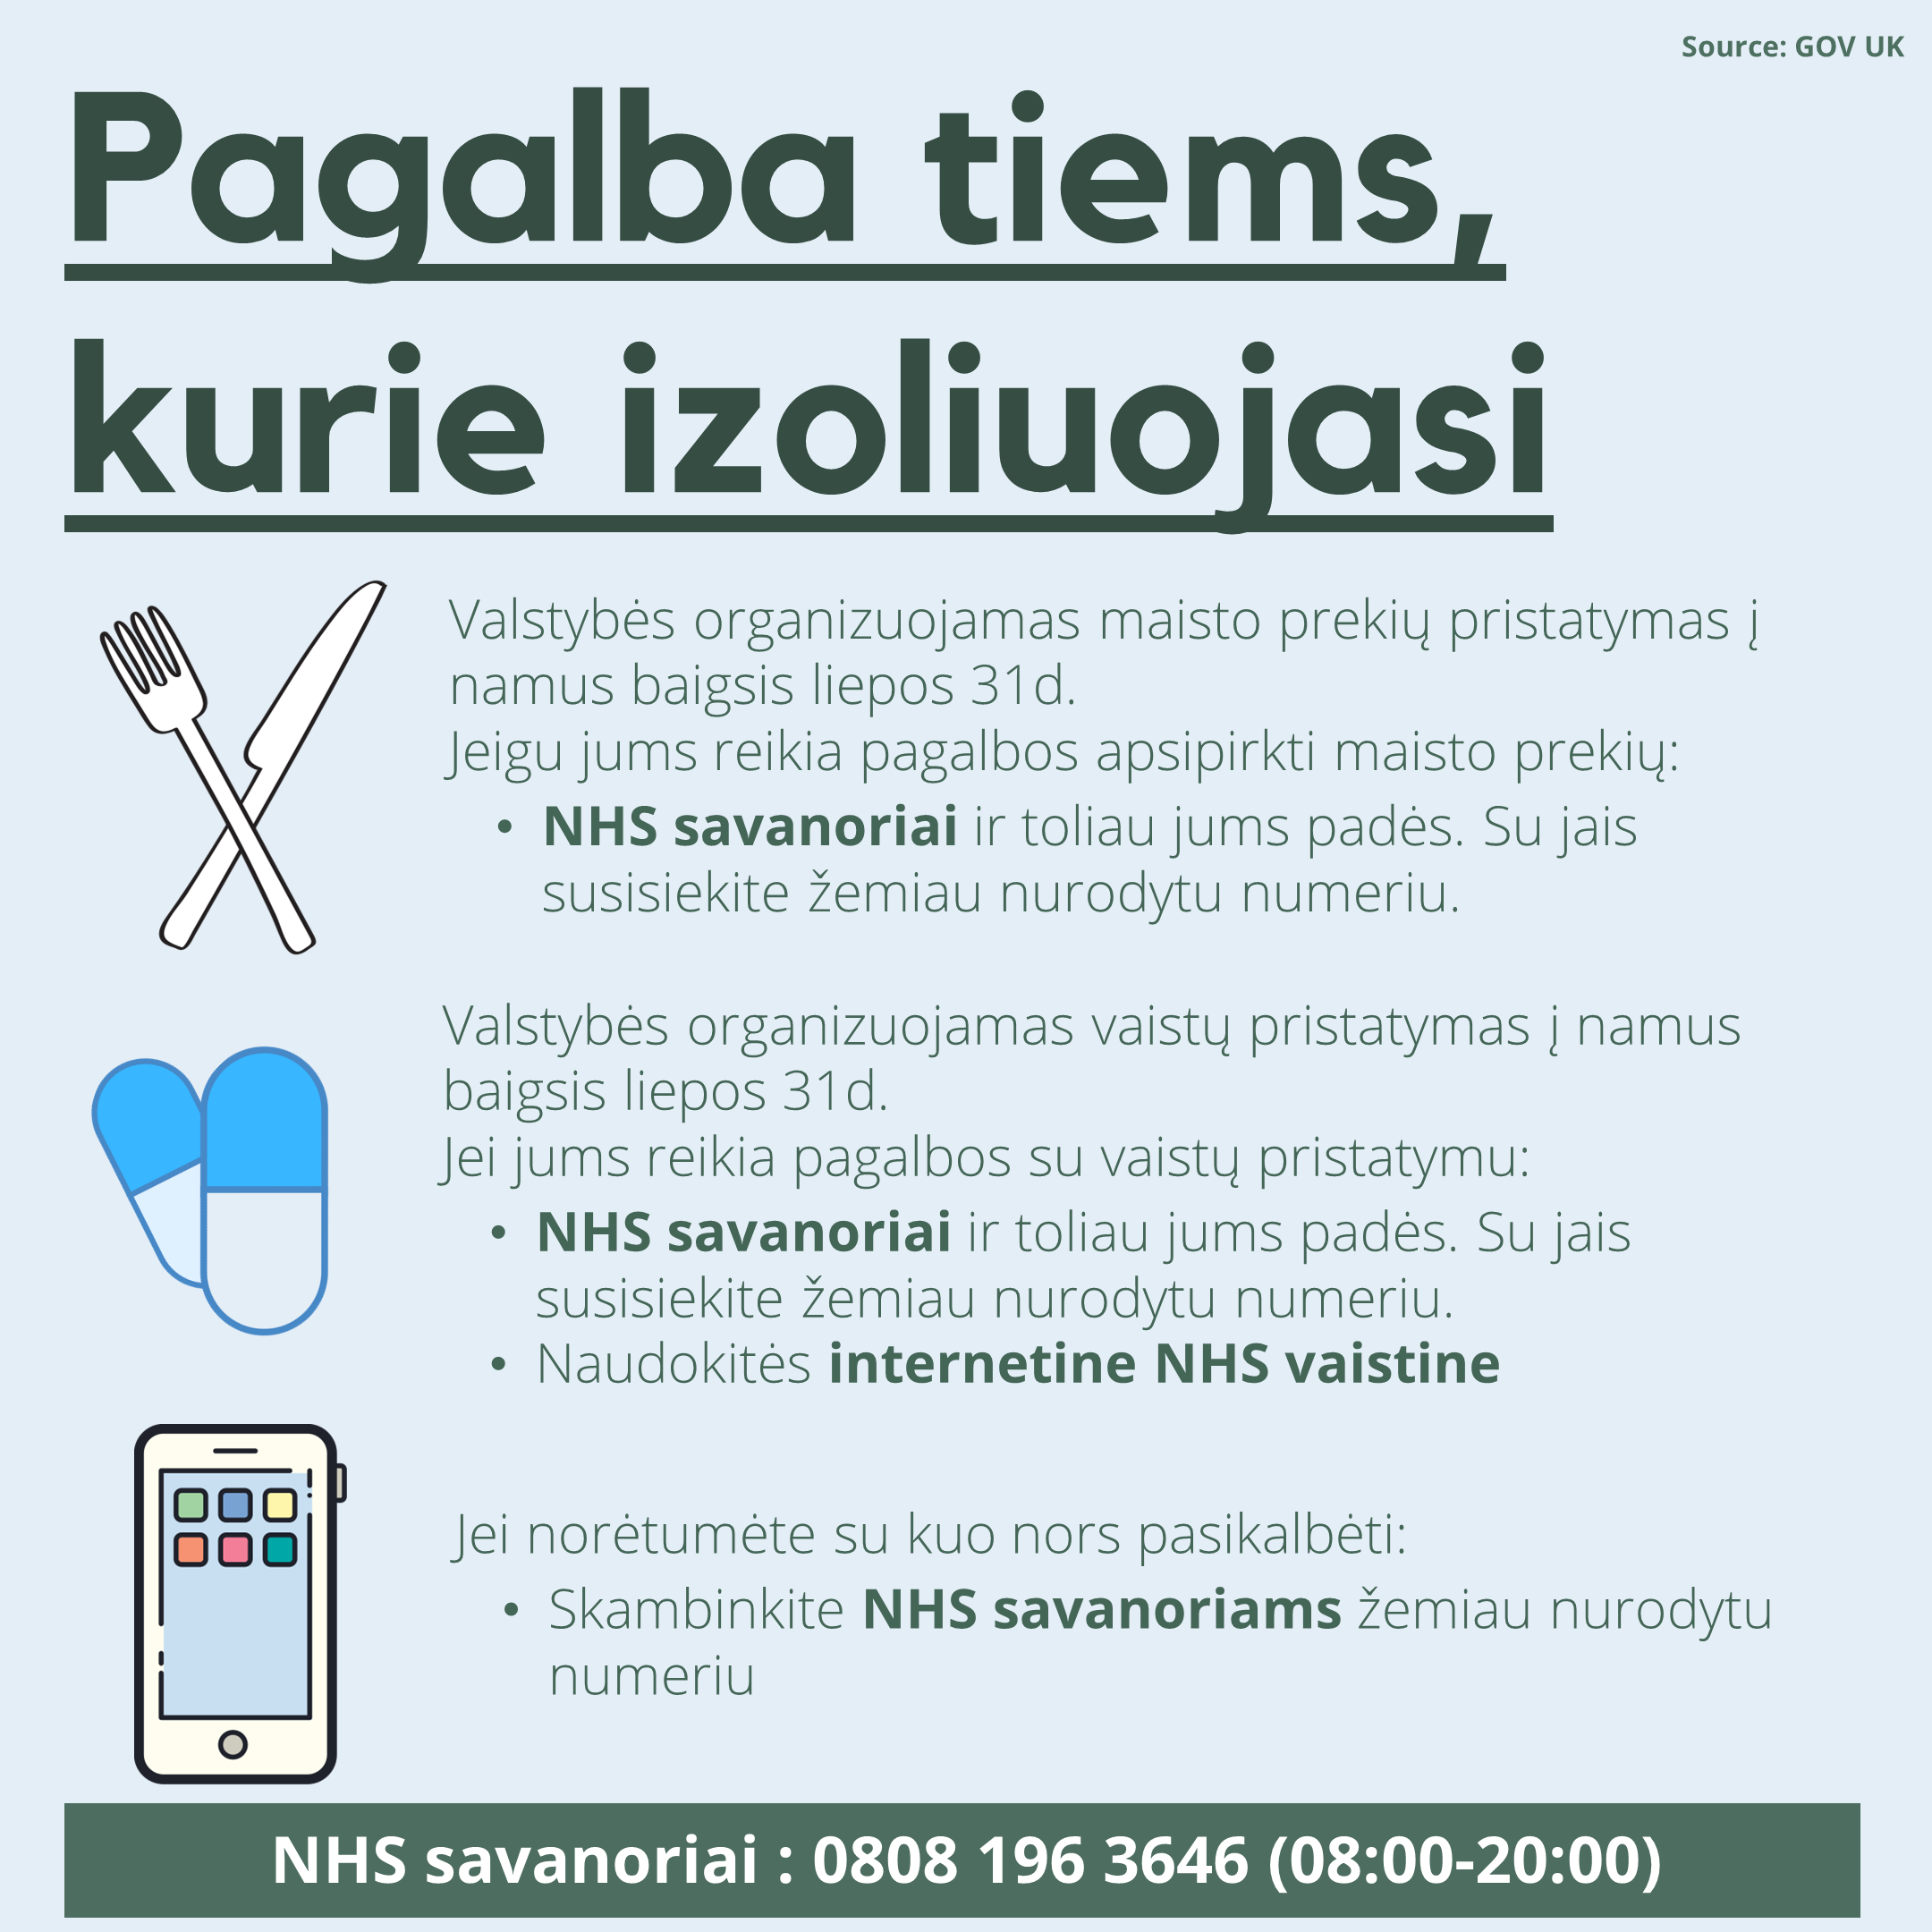 Source: GOV UK
Pagalba tiems,
kurie izoliuojasi
Valstybės organizuojamas maisto prekių pristatymas į
namus baigsis liepos 31d.
Jeigu jums reikia pagalbos apsipirkti maisto prekių:
• NHS savanoriai ir toliau jums padės. Su jais
susisiekite žemiau nurodytu numeriu.
Valstybės organizuojamas vaistų pristatymas į namus
baigsis liepos 31d.
Jei jums reikia pagalbos su vaistų pristatymu:
• NHS savanoriai ir toliau jums padės. Su jais
susisiekite žemiau nurodytu numeriu.
• Naudokitės internetine NHS vaistine
Jei norėtumėte su kuo nors pasikalbėti:
• Skambinkite NHS savanoriams žemiau nurodytu
numeriu
NHS savanoriai : 0808 196 3646 (08:00-20:00)